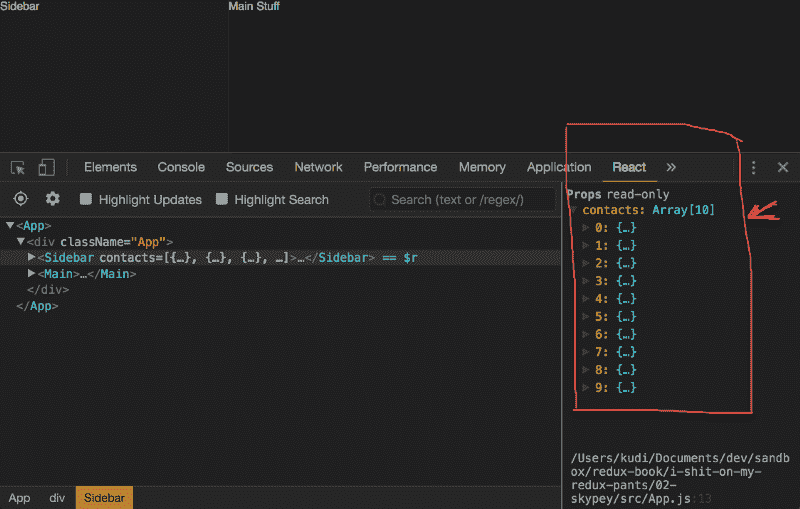 Sidebar
Main Stuff
Elements Console Sources Network Performance Memory Application React »
Highlight Updates Highlight Search Search (text or /regex/)
Props read-only
contacts: Array[10]
0: {…}
1: {…}
2: {…}
3: {…}
4: {…}
5: {…}
6: {…}
7: {…}
8: {…}
9: {…}
<App>
<div className="App">
<Sidebar contacts=[{…}, {…}, {…}, …]>…</Sidebar> == $r
<Main>…</Main>
</div>
</App>
/Users/kudi/Documents/dev/sandb
ox/redux-book/i-shit-on-my-
redux-pants/02-
skypey/src/App.js:13
App div Sidebar